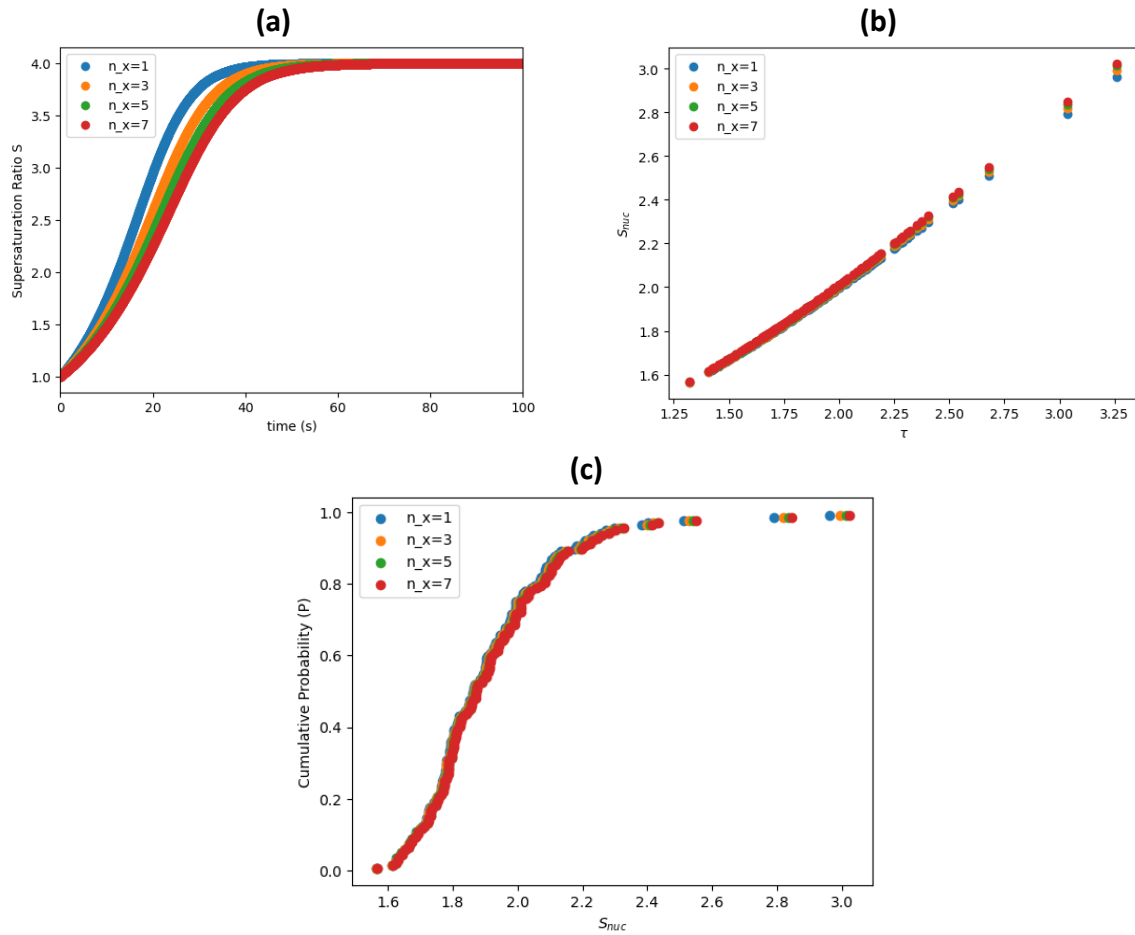 (a)
Supersaturation Ratio S
4.0
3.5
3.0
2.5
2.0
1.5
1.0
n_x=1
n_x=3
n_x=5
n_x=7
0 20 40 60 80 100
time (s)
(b)
S_nuc
3.0
2.8
2.6
2.4
2.2
2.0
1.8
1.6
n_x=1
n_x=3
n_x=5
n_x=7
1.25 1.50 1.75 2.00 2.25 2.50 2.75 3.00 3.25
τ
(c)
Cumulative Probability (P)
1.0
0.8
0.6
0.4
0.2
0.0
n_x=1
n_x=3
n_x=5
n_x=7
1.6 1.8 2.0 2.2 2.4 2.6 2.8 3.0
S_nuc